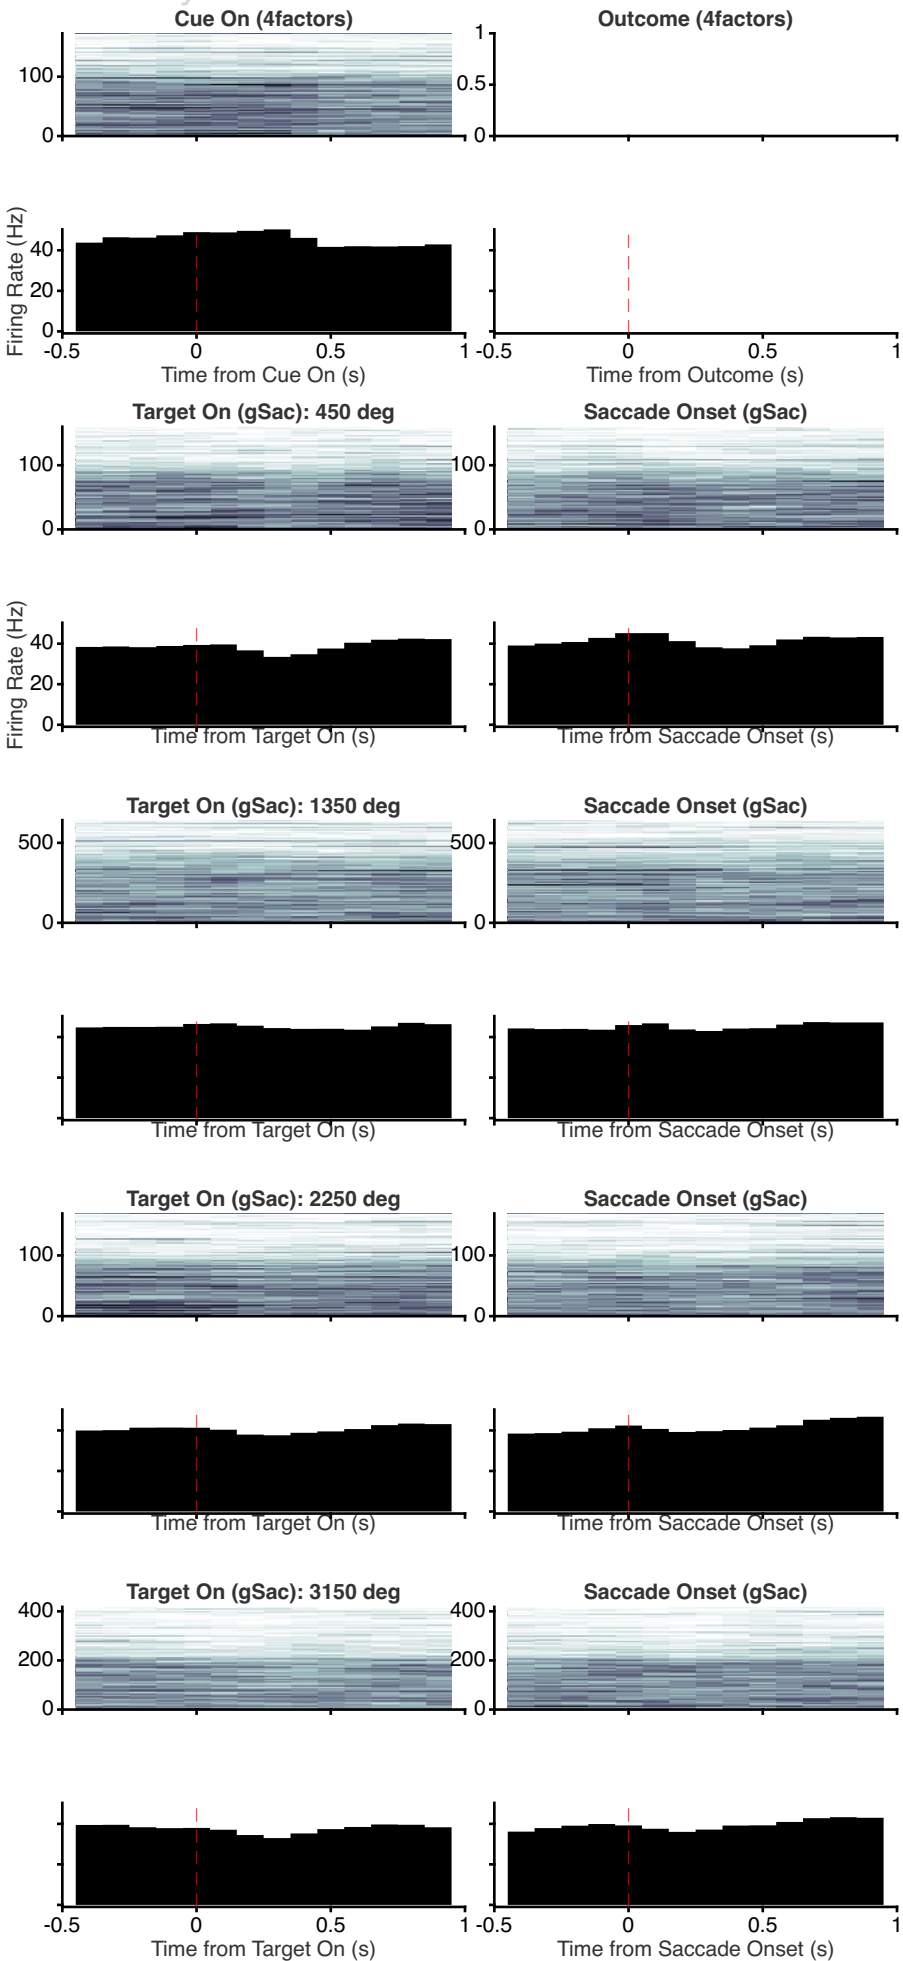 Cue On (4factors)
Outcome (4factors)
100
0
1
0.5
0
Firing Rate (Hz)
40
20
0
-0.5 0 0.5 1
-0.5 0 0.5 1
Time from Cue On (s)
Time from Outcome (s)
Target On (gSac): 450 deg
Saccade Onset (gSac)
100
0
100
0
Firing Rate (Hz)
40
20
0
Time from Target On (s)
Time from Saccade Onset (s)
Target On (gSac): 1350 deg
Saccade Onset (gSac)
500
0
500
0
Time from Target On (s)
Time from Saccade Onset (s)
Target On (gSac): 2250 deg
Saccade Onset (gSac)
100
0
100
0
Time from Target On (s)
Time from Saccade Onset (s)
Target On (gSac): 3150 deg
Saccade Onset (gSac)
400
200
0
400
200
0
-0.5 0 0.5 1
-0.5 0 0.5 1
Time from Target On (s)
Time from Saccade Onset (s)